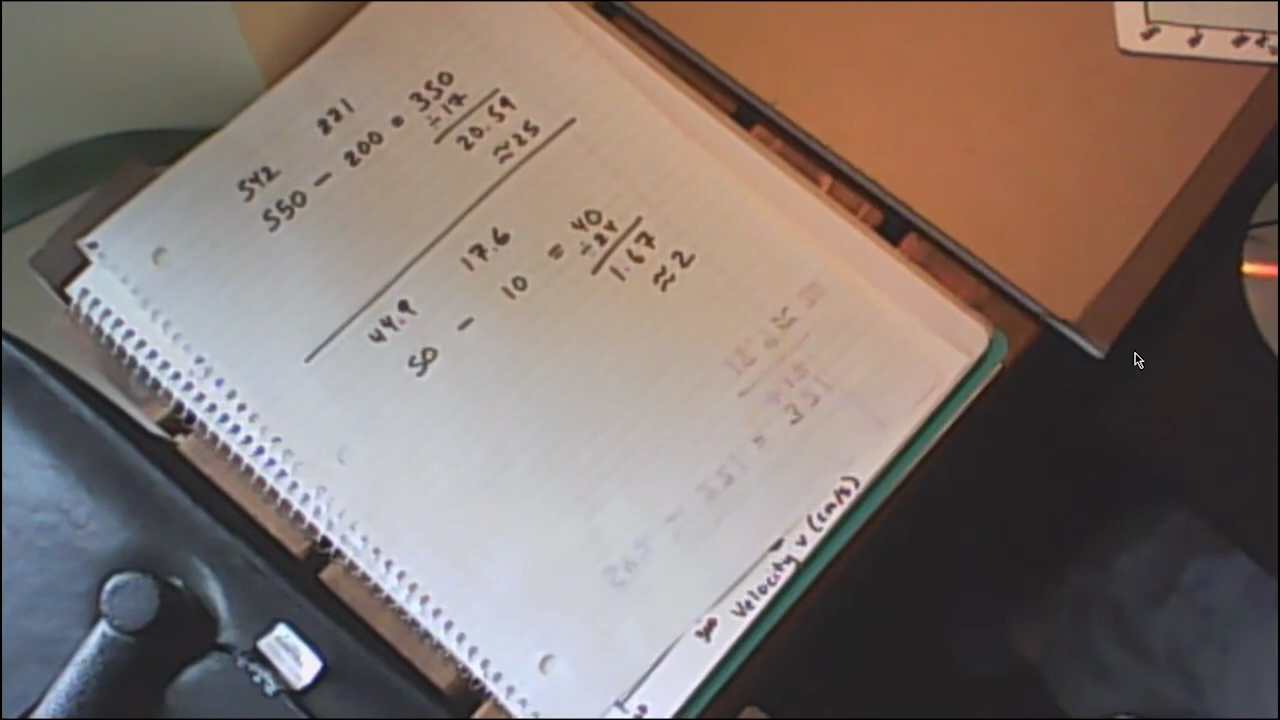 542 221
550 - 200 = 350
÷17
20.59
≈25
44.9 17.6
50 - 10 = 40
÷24
1.67
≈2
Velocity v (cm/s)